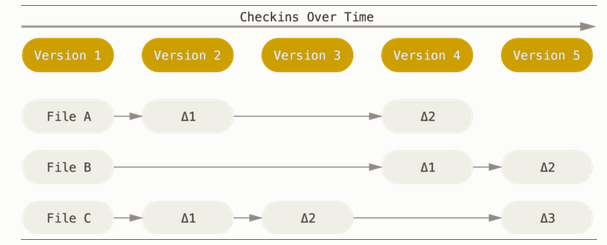 Checkins Over Time
Version 1 Version 2 Version 3 Version 4 Version 5
File A Δ1 Δ2
File B Δ1 Δ2
File C Δ1 Δ2 Δ3